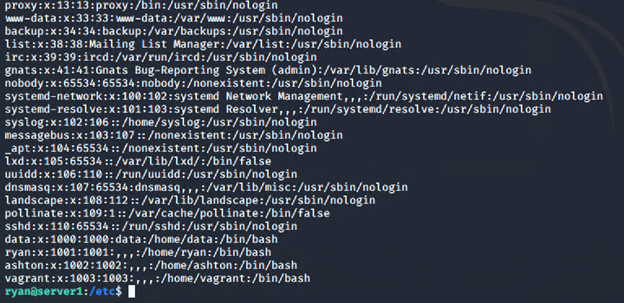 proxy:x:13:13:proxy:/bin:/usr/sbin/nologin
www-data:x:33:33:www-data:/var/www:/usr/sbin/nologin
backup:x:34:34:backup:/var/backups:/usr/sbin/nologin
list:x:38:38:Mailing List Manager:/var/list:/usr/sbin/nologin
irc:x:39:39:ircd:/var/run/ircd:/usr/sbin/nologin
gnats:x:41:41:Gnats Bug-Reporting System (admin):/var/lib/gnats:/usr/sbin/nologin
nobody:x:65534:65534:nobody:/nonexistent:/usr/sbin/nologin
systemd-network:x:100:102:systemd Network Management,,,:/run/systemd/netif:/usr/sbin/nologin
systemd-resolve:x:101:103:systemd Resolver,,,:/run/systemd/resolve:/usr/sbin/nologin
syslog:x:102:106::/home/syslog:/usr/sbin/nologin
messagebus:x:103:107::/nonexistent:/usr/sbin/nologin
_apt:x:104:65534::/nonexistent:/usr/sbin/nologin
lxd:x:105:65534::/var/lib/lxd/:/bin/false
uuidd:x:106:110::/run/uuidd:/usr/sbin/nologin
dnsmasq:x:107:65534:dnsmasq,,,:/var/lib/misc:/usr/sbin/nologin
landscape:x:108:112::/var/lib/landscape:/usr/sbin/nologin
pollinate:x:109:1::/var/cache/pollinate:/bin/false
sshd:x:110:65534::/run/sshd:/usr/sbin/nologin
data:x:1000:1000:data:/home/data:/bin/bash
ryan:x:1001:1001:,,,:/home/ryan:/bin/bash
ashton:x:1002:1002:,,,:/home/ashton:/bin/bash
vagrant:x:1003:1003:,,,:/home/vagrant:/bin/bash
ryan@server1:/etc$